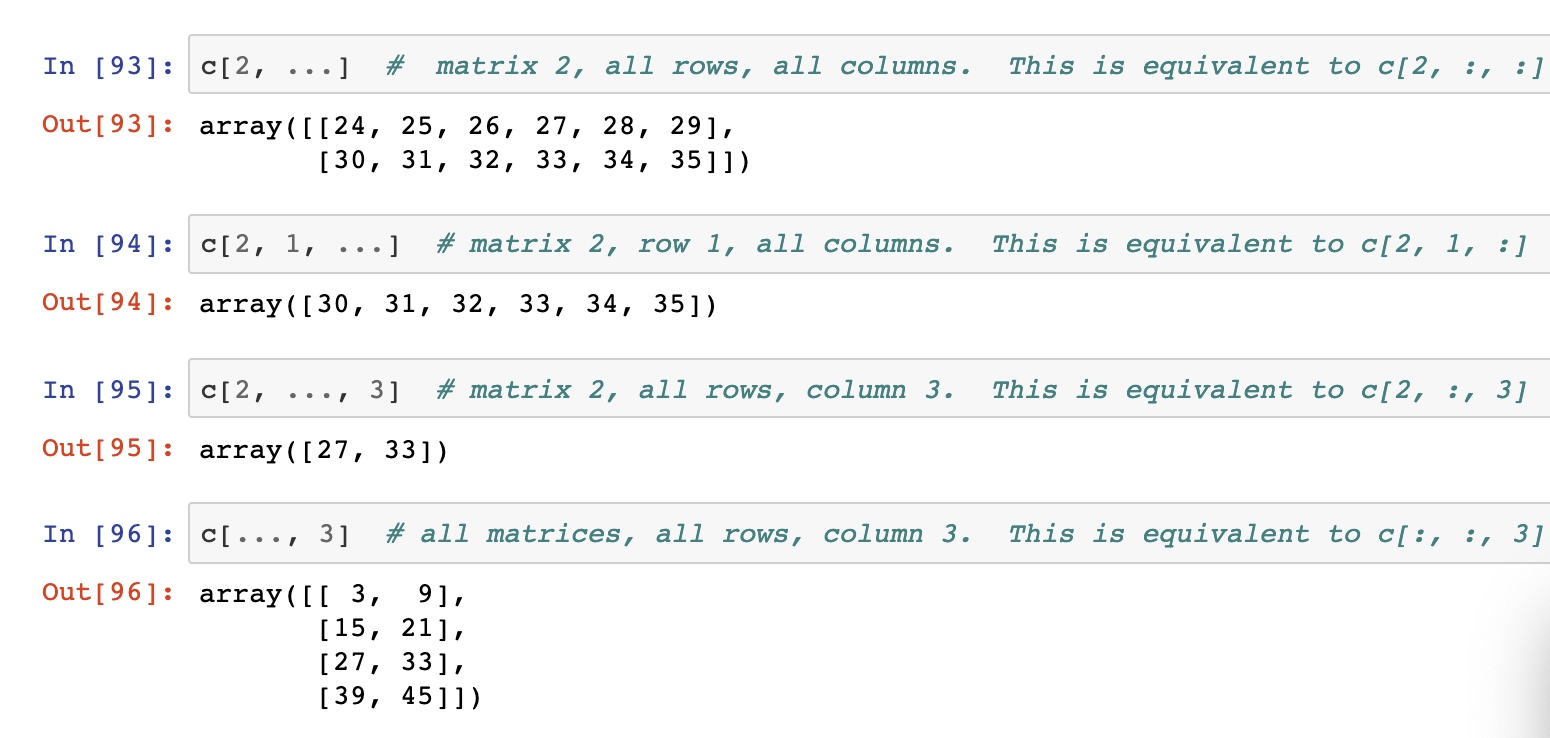 In [93]: c[2, ...]  #  matrix 2, all rows, all columns.  This is equivalent to c[2, :, :]
Out[93]: array([[24, 25, 26, 27, 28, 29],
       [30, 31, 32, 33, 34, 35]])
In [94]: c[2, 1, ...]  # matrix 2, row 1, all columns.  This is equivalent to c[2, 1, :]
Out[94]: array([30, 31, 32, 33, 34, 35])
In [95]: c[2, ..., 3]  # matrix 2, all rows, column 3.  This is equivalent to c[2, :, 3]
Out[95]: array([27, 33])
In [96]: c[..., 3]  # all matrices, all rows, column 3.  This is equivalent to c[:, :, 3]
Out[96]: array([[ 3,  9],
       [15, 21],
       [27, 33],
       [39, 45]])